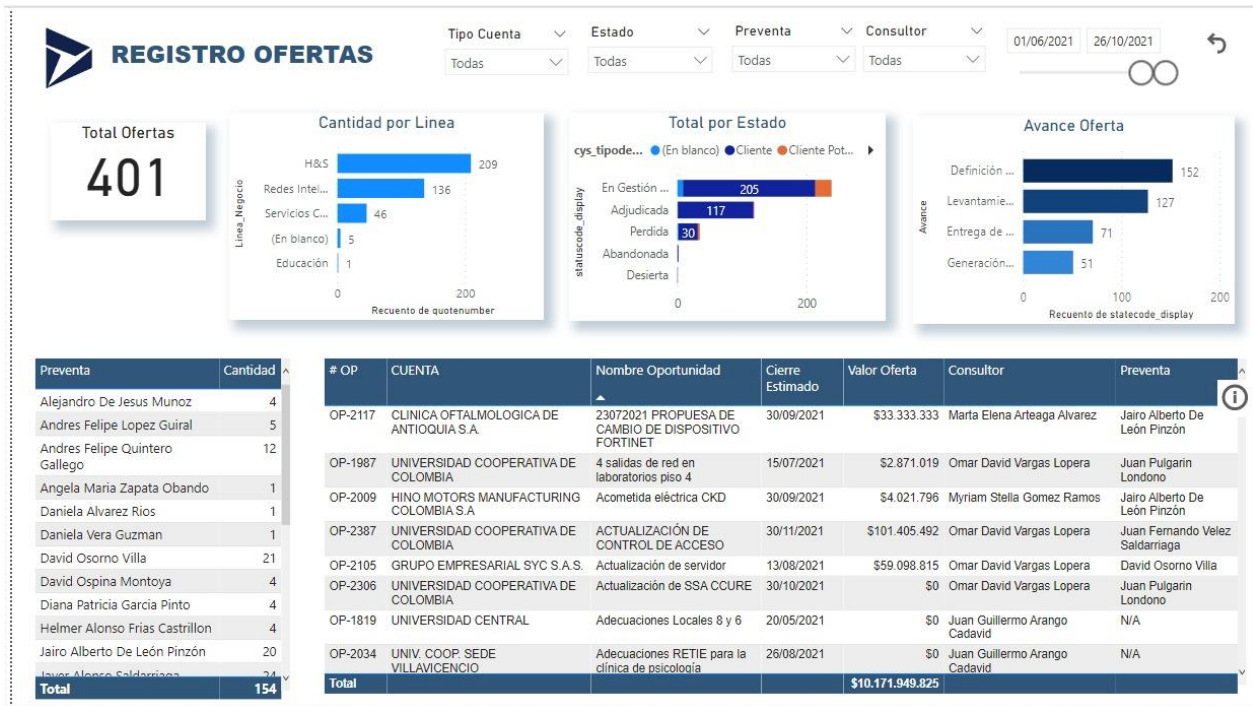 REGISTRO OFERTAS
Tipo Cuenta
Todas
Estado
Todas
Preventa
Todas
Consultor
Todas
01/06/2021
26/10/2021
Total Ofertas
401
Cantidad por Linea
Linea_Negocio
H&S
209
Redes Intel...
136
Servicios C...
46
(En blanco)
5
Educación
1
0
200
Recuento de quotenumber
Total por Estado
cys_tipode... (En blanco) Cliente Cliente Pot...
statuscode_display
En Gestión ...
205
Adjudicada
117
Perdida
30
Abandonada
Desierta
0
200
Avance Oferta
Avance
Definición ...
152
Levantamie...
127
Entrega de ...
71
Generación...
51
0
100
200
Recuento de statecode_display
Preventa Cantidad
Alejandro De Jesus Munoz 4
Andres Felipe Lopez Guiral 5
Andres Felipe Quintero 12
Gallego
Angela Maria Zapata Obando 1
Daniela Alvarez Rios 1
Daniela Vera Guzman 1
David Osorno Villa 21
David Ospina Montoya 4
Diana Patricia Garcia Pinto 4
Helmer Alonso Frias Castrillon 4
Jairo Alberto De León Pinzón 20
Total 154
# OP CUENTA Nombre Oportunidad Cierre Valor Oferta Consultor Preventa
Estimado
OP-2117 CLINICA OFTALMOLOGICA DE 23072021 PROPUESA DE 30/09/2021 $33.333.333 Marta Elena Arteaga Alvarez Jairo Alberto De
ANTIOQUIA S.A. CAMBIO DE DISPOSITIVO León Pinzón
FORTINET
OP-1987 UNIVERSIDAD COOPERATIVA DE 4 salidas de red en 15/07/2021 $2.871.019 Omar David Vargas Lopera Juan Pulgarin
COLOMBIA laboratorios piso 4 Londono
OP-2009 HINO MOTORS MANUFACTURING Acometida eléctrica CKD 30/09/2021 $4.021.796 Myriam Stella Gomez Ramos Jairo Alberto De
COLOMBIA S.A León Pinzón
OP-2387 UNIVERSIDAD COOPERATIVA DE ACTUALIZACIÓN DE 30/11/2021 $101.405.492 Omar David Vargas Lopera Juan Fernando Velez
COLOMBIA CONTROL DE ACCESO Saldarriaga
OP-2105 GRUPO EMPRESARIAL SYC S.A.S. Actualización de servidor 13/08/2021 $59.098.815 Omar David Vargas Lopera David Osorno Villa
OP-2306 UNIVERSIDAD COOPERATIVA DE Actualización de SSA CCURE 30/10/2021 $0 Omar David Vargas Lopera Juan Pulgarin
COLOMBIA Londono
OP-1819 UNIVERSIDAD CENTRAL Adecuaciones Locales 8 y 6 20/05/2021 $0 Juan Guillermo Arango N/A
Cadavid
OP-2034 UNIV. COOP. SEDE Adecuaciones RETIE para la 26/08/2021 $0 Juan Guillermo Arango N/A
VILLAVICENCIO clínica de psicología Cadavid
Total $10.171.949.825